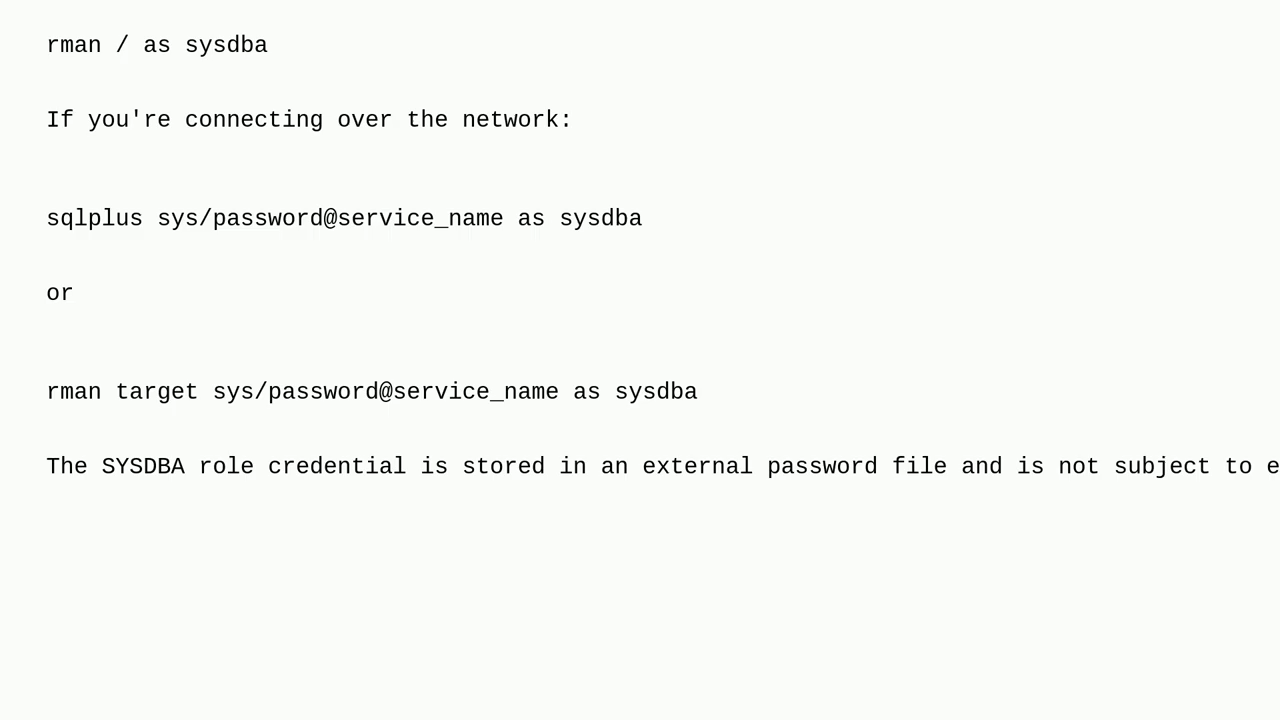 rman / as sysdba
If you're connecting over the network:
sqlplus sys/password@service_name as sysdba
or
rman target sys/password@service_name as sysdba
The SYSDBA role credential is stored in an external password file and is not subject to